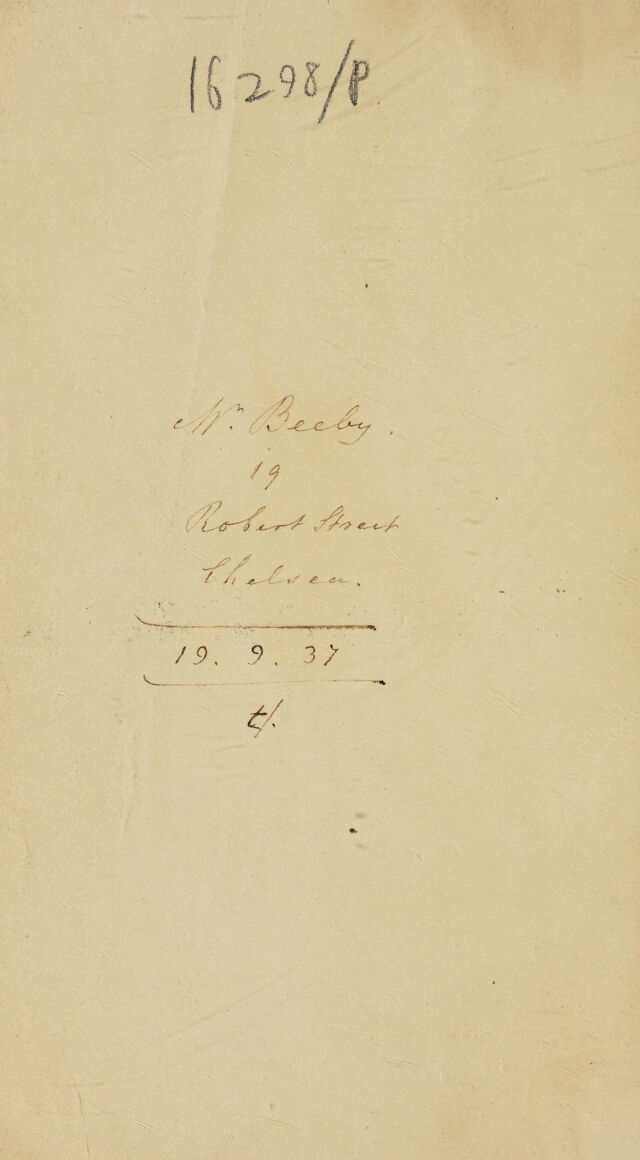 16298/P
Mr. Beeby.
19
Robert Street
Chelsea.
19. 9. 37